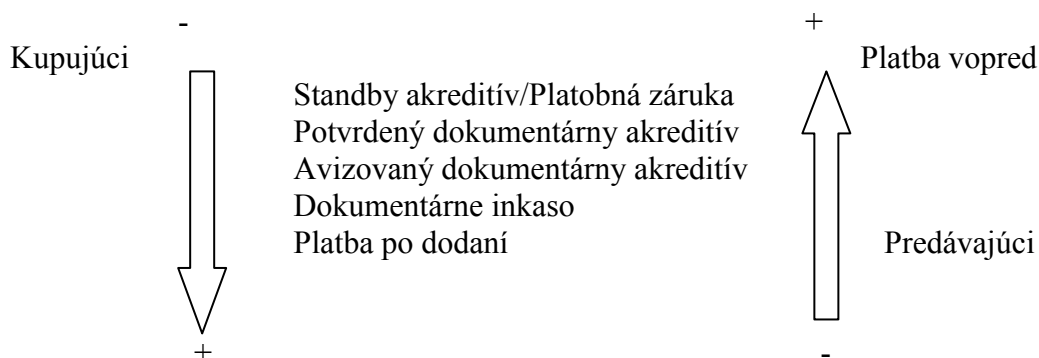 - +
Kupujúci Platba vopred
Standby akreditív/Platobná záruka
Potvrdený dokumentárny akreditív
Avizovaný dokumentárny akreditív
Dokumentárne inkaso
Platba po dodaní Predávajúci
+ -